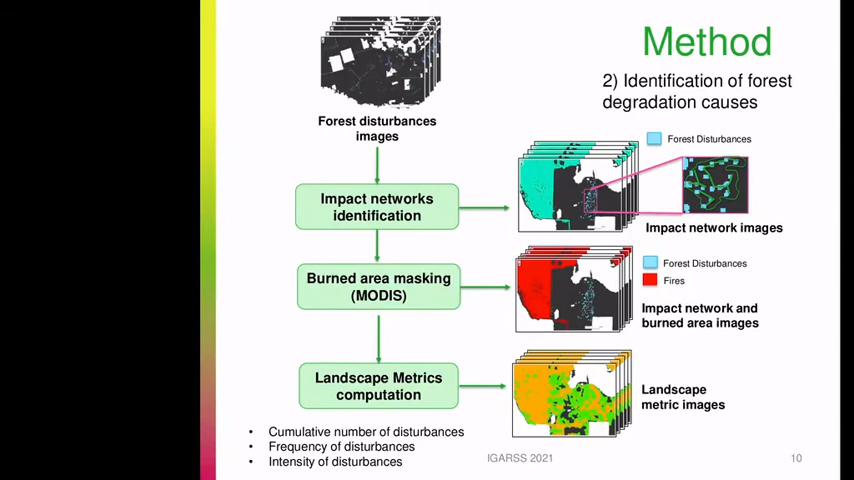 Method
2) Identification of forest
degradation causes
Forest disturbances
images
Forest Disturbances
Impact networks
identification
Impact network images
Burned area masking
(MODIS)
Forest Disturbances
Fires
Impact network and
burned area images
Landscape Metrics
computation
Landscape
metric images
• Cumulative number of disturbances
• Frequency of disturbances
• Intensity of disturbances
IGARSS 2021
10